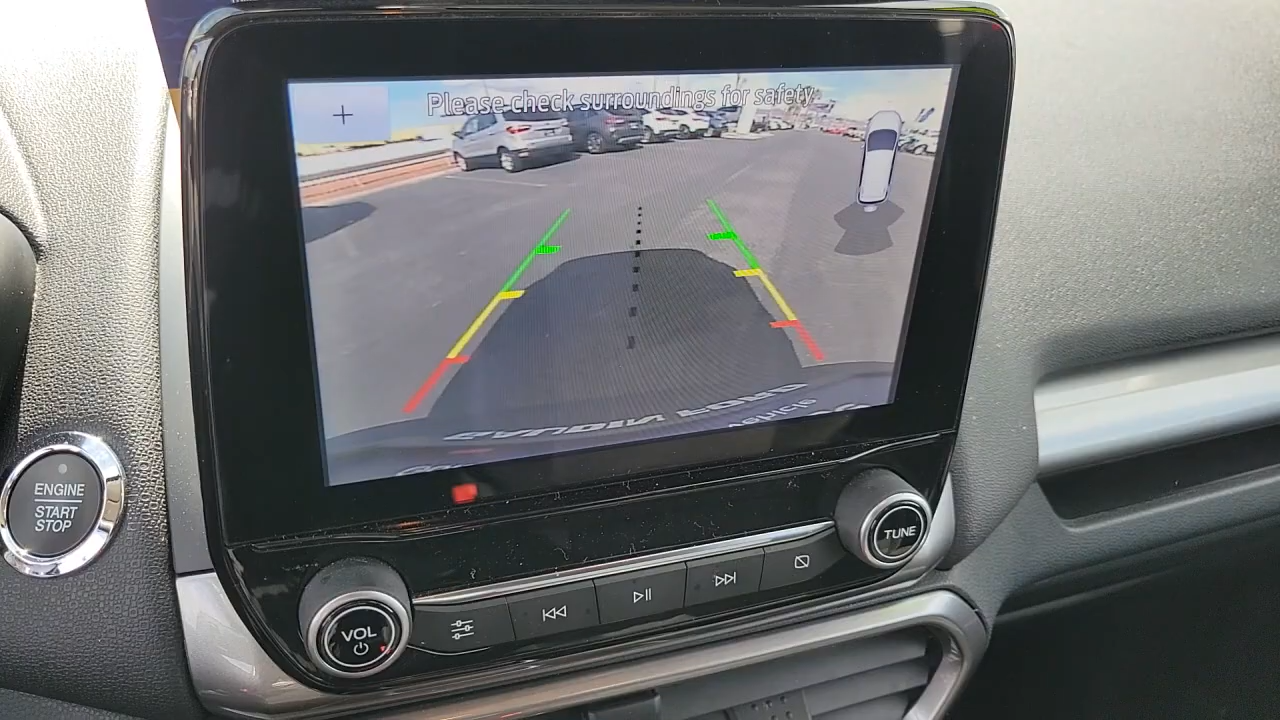 Please check surroundings for safety
ENGINE
START
STOP
VOL
TUNE